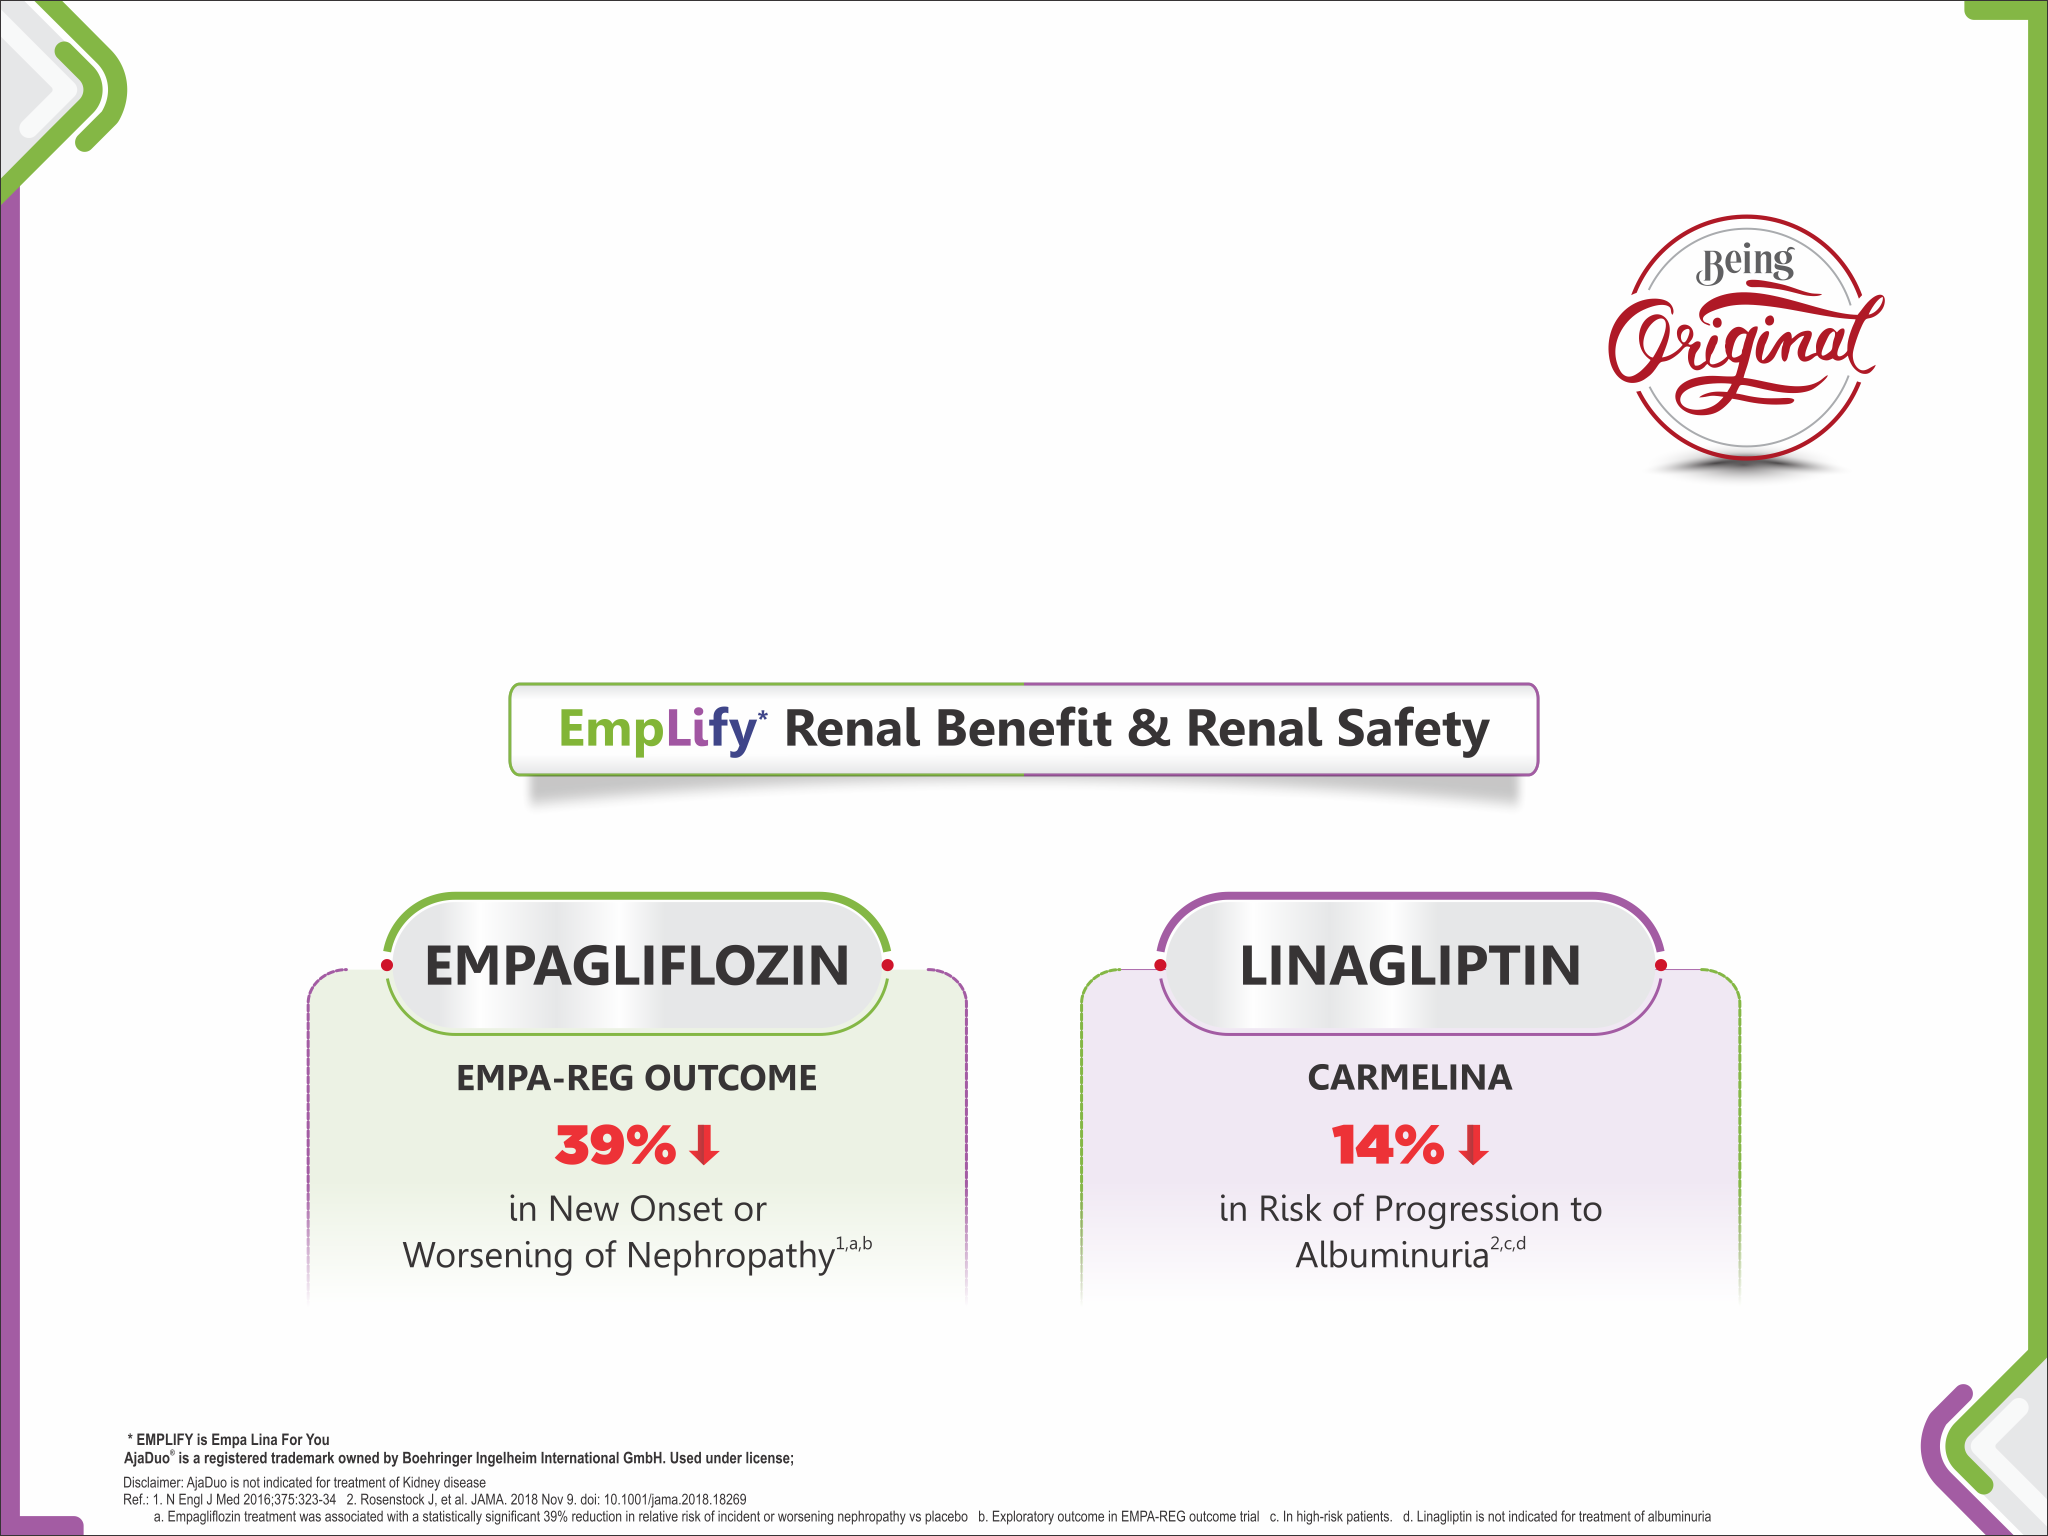 Being
Original
EmpLify* Renal Benefit & Renal Safety
EMPAGLIFLOZIN
EMPA-REG OUTCOME
39%
in New Onset or
Worsening of Nephropathy1,a,b
LINAGLIPTIN
CARMELINA
14%
in Risk of Progression to
Albuminuria2,c,d
* EMPLIFY is Empa Lina For You
AjaDuo® is a registered trademark owned by Boehringer Ingelheim International GmbH. Used under license;
Disclaimer: AjaDuo is not indicated for treatment of Kidney disease
Ref.: 1. N Engl J Med 2016;375:323-34 2. Rosenstock J, et al. JAMA. 2018 Nov 9. doi: 10.1001/jama.2018.18269
a. Empagliflozin treatment was associated with a statistically significant 39% reduction in relative risk of incident or worsening nephropathy vs placebo b. Exploratory outcome in EMPA-REG outcome trial c. In high-risk patients. d. Linagliptin is not indicated for treatment of albuminuria